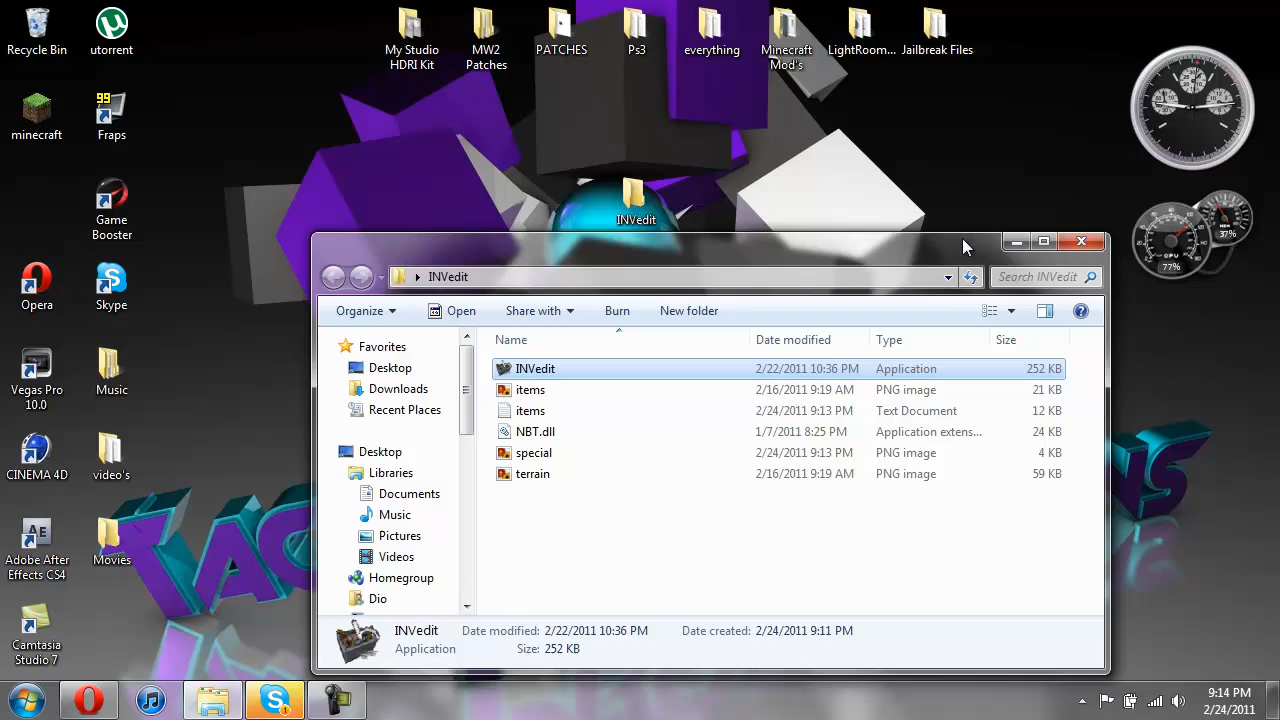 Recycle Bin
utorrent
My Studio
HDRI Kit
MW2
Patches
PATCHES
Ps3
everything
Minecraft
Mod's
LightRoom...
Jailbreak Files
minecraft
99
Fraps
Game
Booster
INVedit
37%
77%
Opera
Skype
INVedit
Search INVedit
Organize
Open
Share with
Burn
New folder
Name
Date modified
Type
Size
Favorites
Desktop
Downloads
Recent Places
Desktop
Libraries
Documents
Music
Pictures
Videos
Homegroup
Dio
INVedit 2/22/2011 10:36 PM Application 252 KB
items 2/16/2011 9:19 AM PNG image 21 KB
items 2/24/2011 9:13 PM Text Document 12 KB
NBT.dll 1/7/2011 8:25 PM Application extens... 24 KB
special 2/24/2011 9:13 PM PNG image 4 KB
terrain 2/16/2011 9:19 AM PNG image 59 KB
Vegas Pro
10.0
Music
CINEMA 4D
video's
AE
Adobe After
Effects CS4
Movies
Camtasia
Studio 7
INVedit Date modified: 2/22/2011 10:36 PM Date created: 2/24/2011 9:11 PM
Application Size: 252 KB
1
9:14 PM
2/24/2011